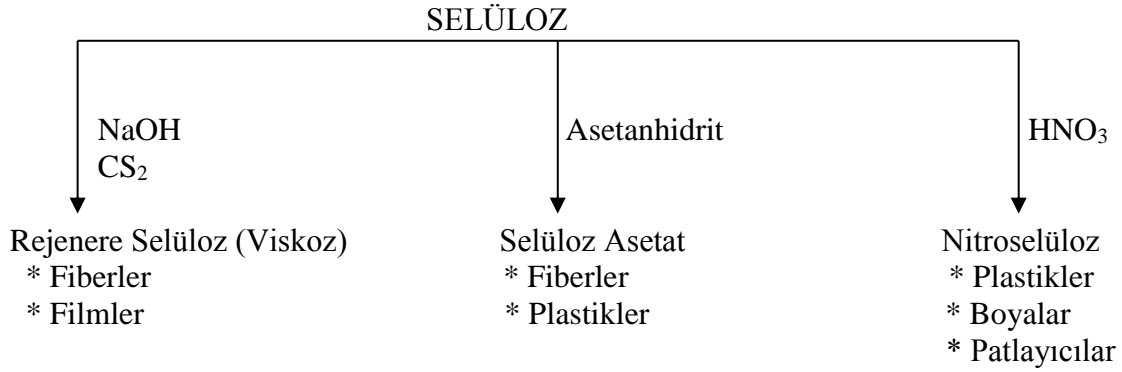 SELÜLOZ
NaOH
CS₂
Asetanhidrit
HNO₃
Rejenere Selüloz (Viskoz)
* Fiberler
* Filmler
Selüloz Asetat
* Fiberler
* Plastikler
Nitroselüloz
* Plastikler
* Boyalar
* Patlayıcılar